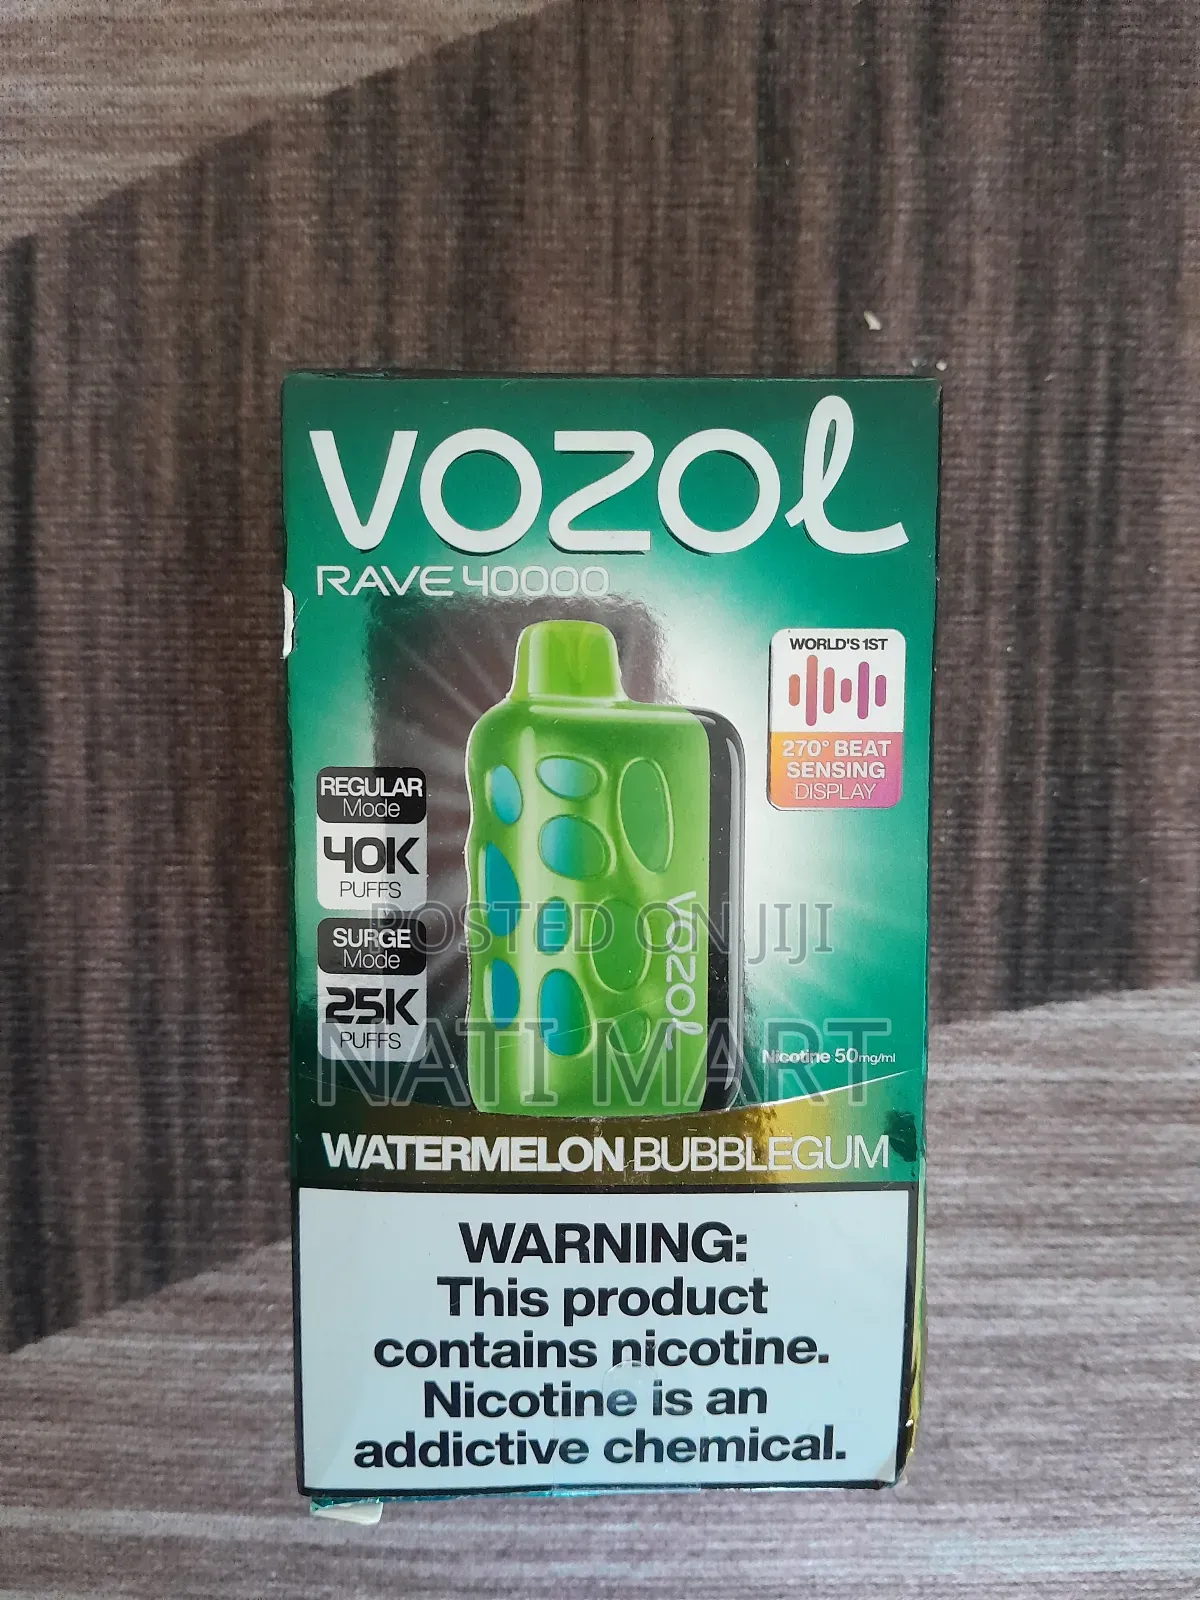 VOZOL
RAVE 40000
WORLD'S 1ST
270° BEAT
SENSING
DISPLAY
REGULAR
Mode
40K
PUFFS
SURGE
Mode
25K
PUFFS
VOZOL
POSTED ON JIJI
NATI MART
Nicotine 50mg/ml
WATERMELON BUBBLEGUM
WARNING:
This product
contains nicotine.
Nicotine is an
addictive chemical.